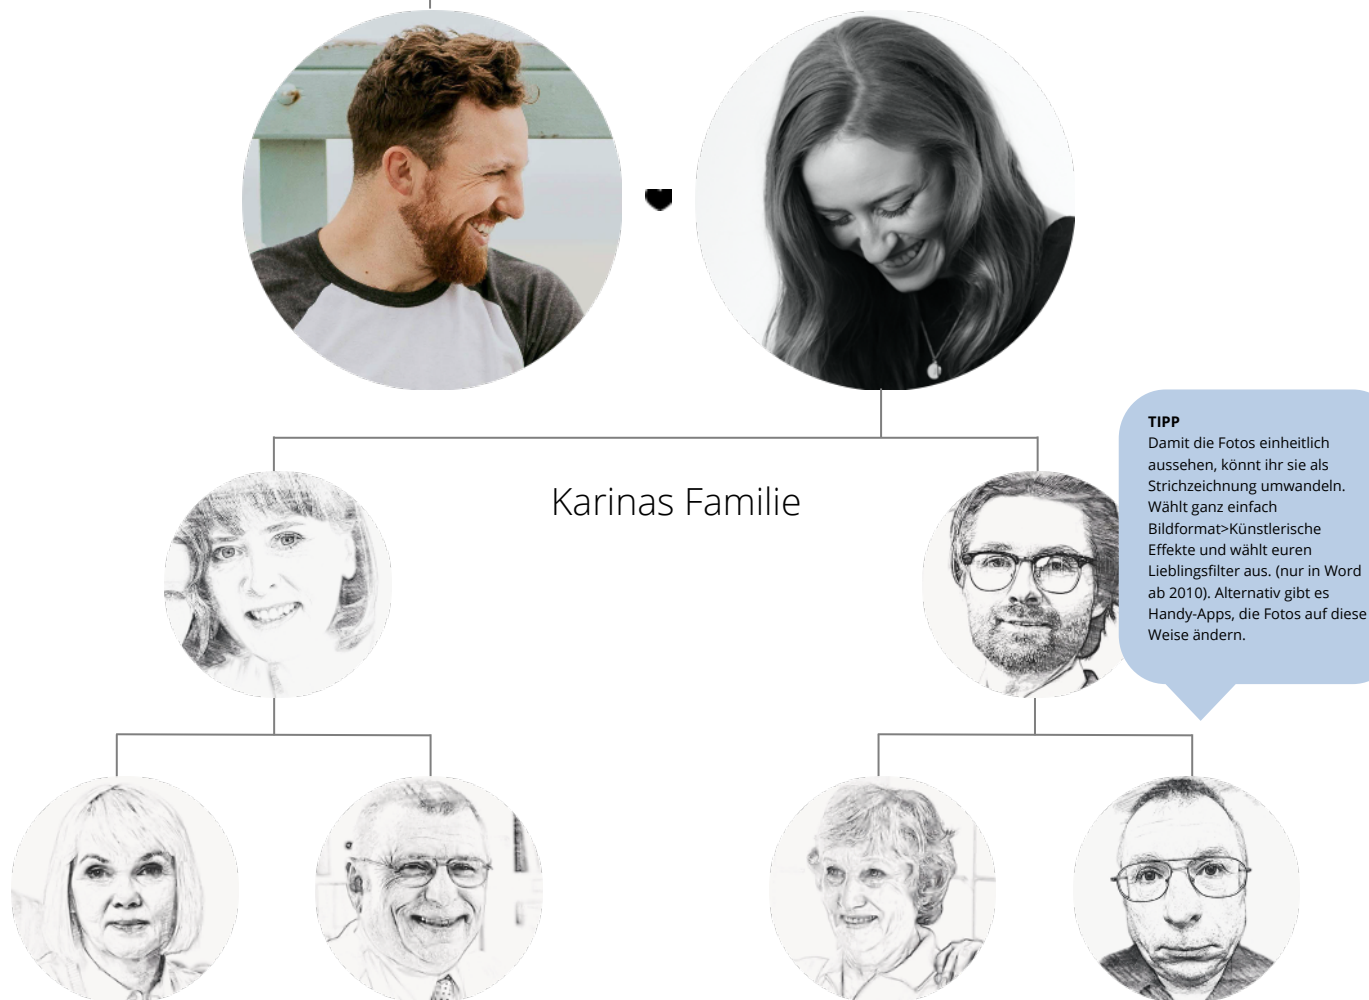 Karinas Familie
TIPP
Damit die Fotos einheitlich
aussehen, könnt ihr sie als
Strichzeichnung umwandeln.
Wählt ganz einfach
Bildformat>Künstlerische
Effekte und wählt euren
Lieblingsfilter aus. (nur in Word
ab 2010). Alternativ gibt es
Handy-Apps, die Fotos auf diese
Weise ändern.